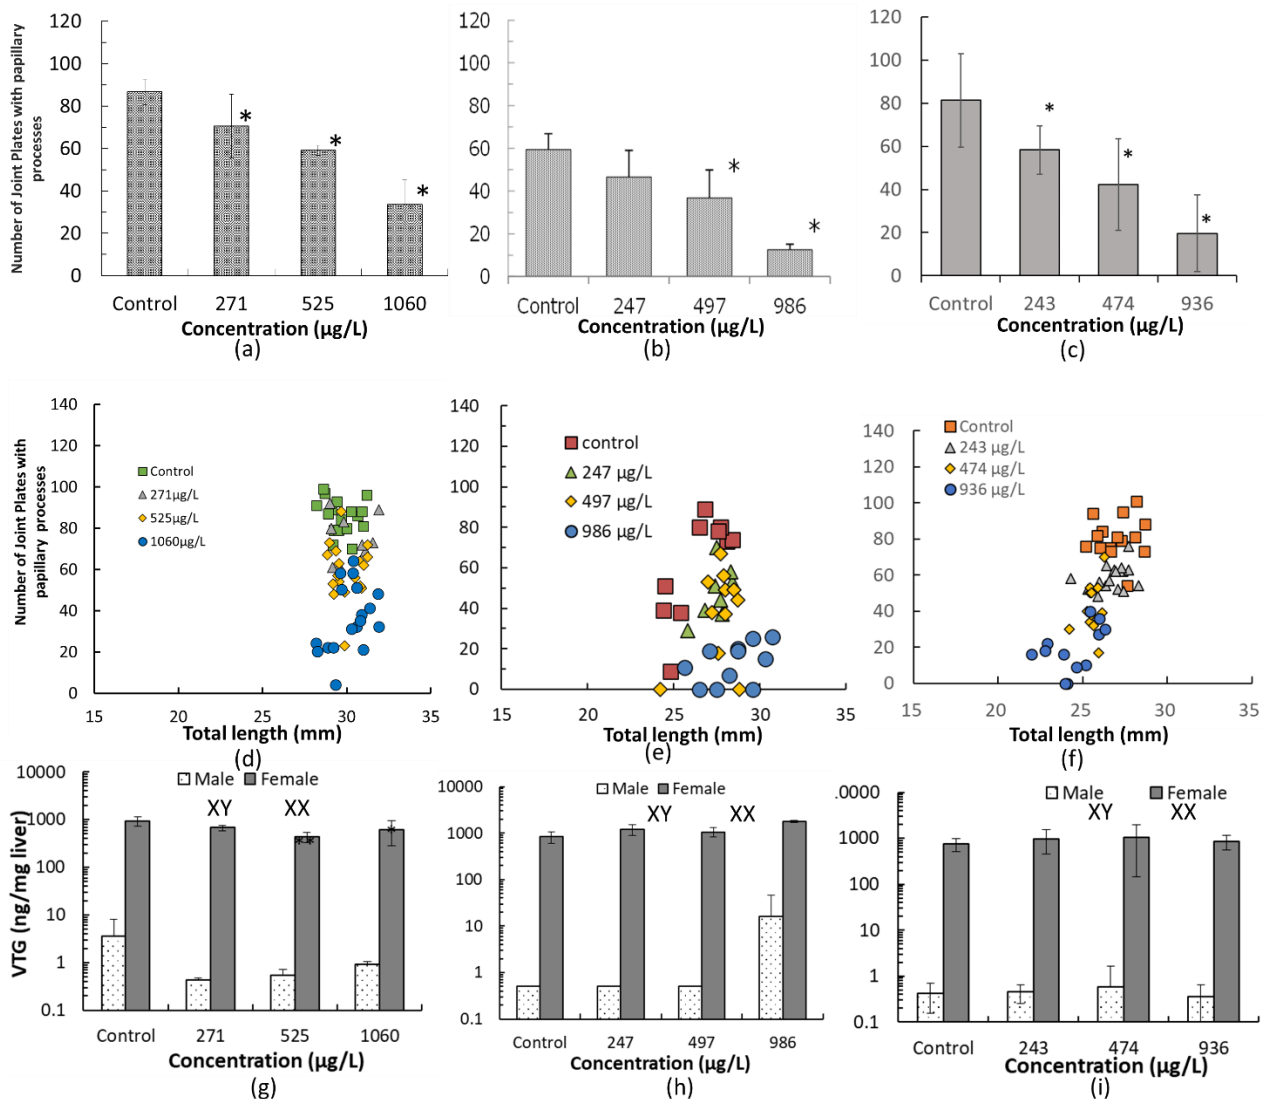 Number of Joint Plates with papillary
processes
120
100
80
60
40
20
0
*
*
*
Control 271 525 1060
Concentration (µg/L)
(a)
120
100
80
60
40
20
0
*
*
Control 247 497 986
Concentration (µg/L)
(b)
120
100
80
60
40
20
0
*
*
*
Control 243 474 936
Concentration (µg/L)
(c)
Number of Joint Plates with
papillary processes
140
120
100
80
60
40
20
0
Control
271µg/L
525µg/L
1060µg/L
15 20 25 30 35
Total length (mm)
(d)
140
120
100
80
60
40
20
0
control
247 µg/L
497 µg/L
986 µg/L
15 20 25 30 35
Total length (mm)
(e)
140
120
100
80
60
40
20
0
Control
243 µg/L
474 µg/L
936 µg/L
15 20 25 30 35
Total length (mm)
(f)
VTG (ng/mg liver)
10000
1000
100
10
1
0.1
Male Female
XY XX
**
*
Control 271 525 1060
Concentration (µg/L)
(g)
10000
1000
100
10
1
0.1
Male Female
XY XX
Control 247 497 986
Concentration (µg/L)
(h)
.0000
1000
100
10
1
0.1
Male Female
XY XX
Control 243 474 936
Concentration (µg/L)
(i)